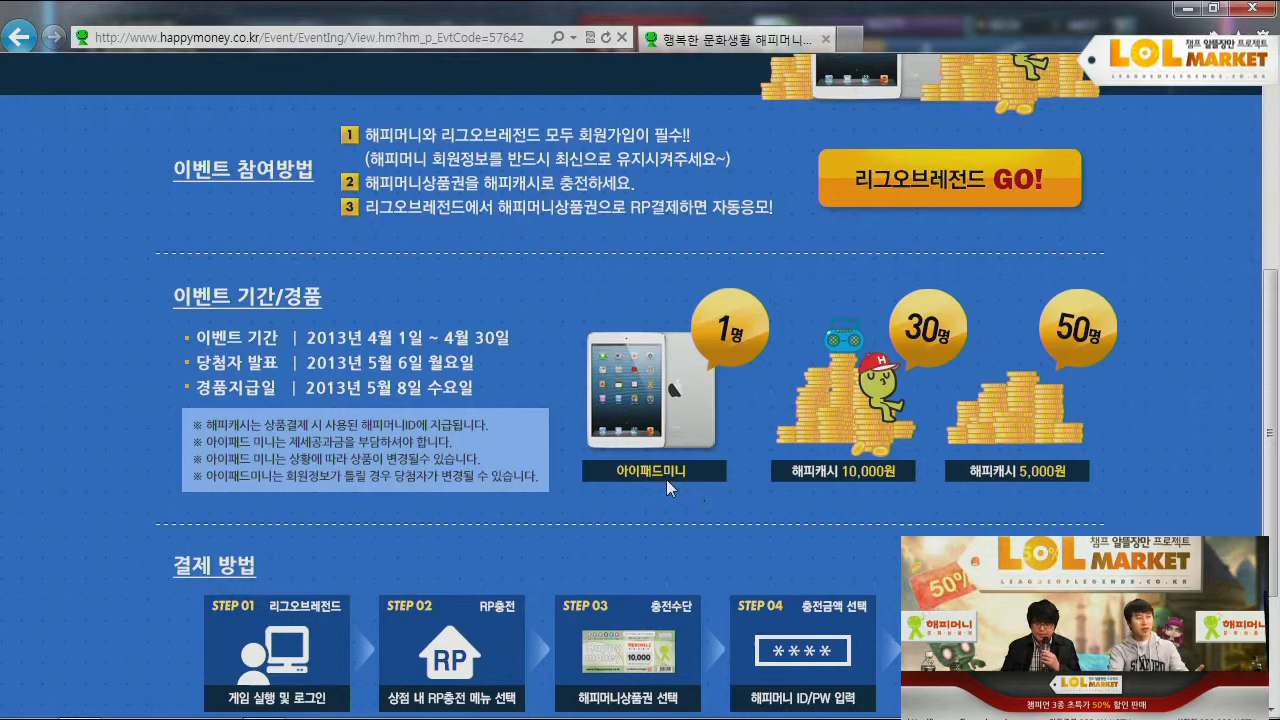 http://www.happymoney.co.kr/Event/EventIng/View.hm?hm_p_EvtCode=57642
행복한 문화생활 해피머니...
챔프 알뜰장만 프로젝트
LOL MARKET
LEAGUEOFLEGENDS.CO.KR
이벤트 참여방법
1 해피머니와 리그오브레전드 모두 회원가입이 필수!!
(해피머니 회원정보를 반드시 최신으로 유지시켜주세요~)
2 해피머니상품권을 해피캐시로 충전하세요.
3 리그오브레전드에서 해피머니상품권으로 RP결제하면 자동응모!
리그오브레전드 GO!
이벤트 기간/경품
이벤트 기간 | 2013년 4월 1일 ~ 4월 30일
당첨자 발표 | 2013년 5월 6일 월요일
경품지급일 | 2013년 5월 8일 수요일
※ 해피캐시는 상품결제 시 사용한 해피머니ID에 지급됩니다.
※ 아이패드 미니는 제세공과금을 부담하셔야 합니다.
※ 아이패드 미니는 상황에 따라 상품이 변경될수 있습니다.
※ 아이패드미니는 회원정보가 틀릴 경우 당첨자가 변경될 수 있습니다.
1명
아이패드미니
30명
H
해피캐시 10,000원
50명
해피캐시 5,000원
결제 방법
STEP 01 리그오브레전드
게임 실행 및 로그인
STEP 02 RP충전
RP
상점 내 RP충전 메뉴 선택
STEP 03 충전수단
10,000
해피머니상품권 선택
STEP 04 충전금액 선택
****
해피머니 ID/PW 입력
50%
챔프 알뜰장만 프로젝트
LOL MARKET
LEAGUEOFLEGENDS.CO.KR
50%
해피머니
문화상품권
해피머니
LOL MARKET
챔피언 3종 초특가 50% 할인 판매